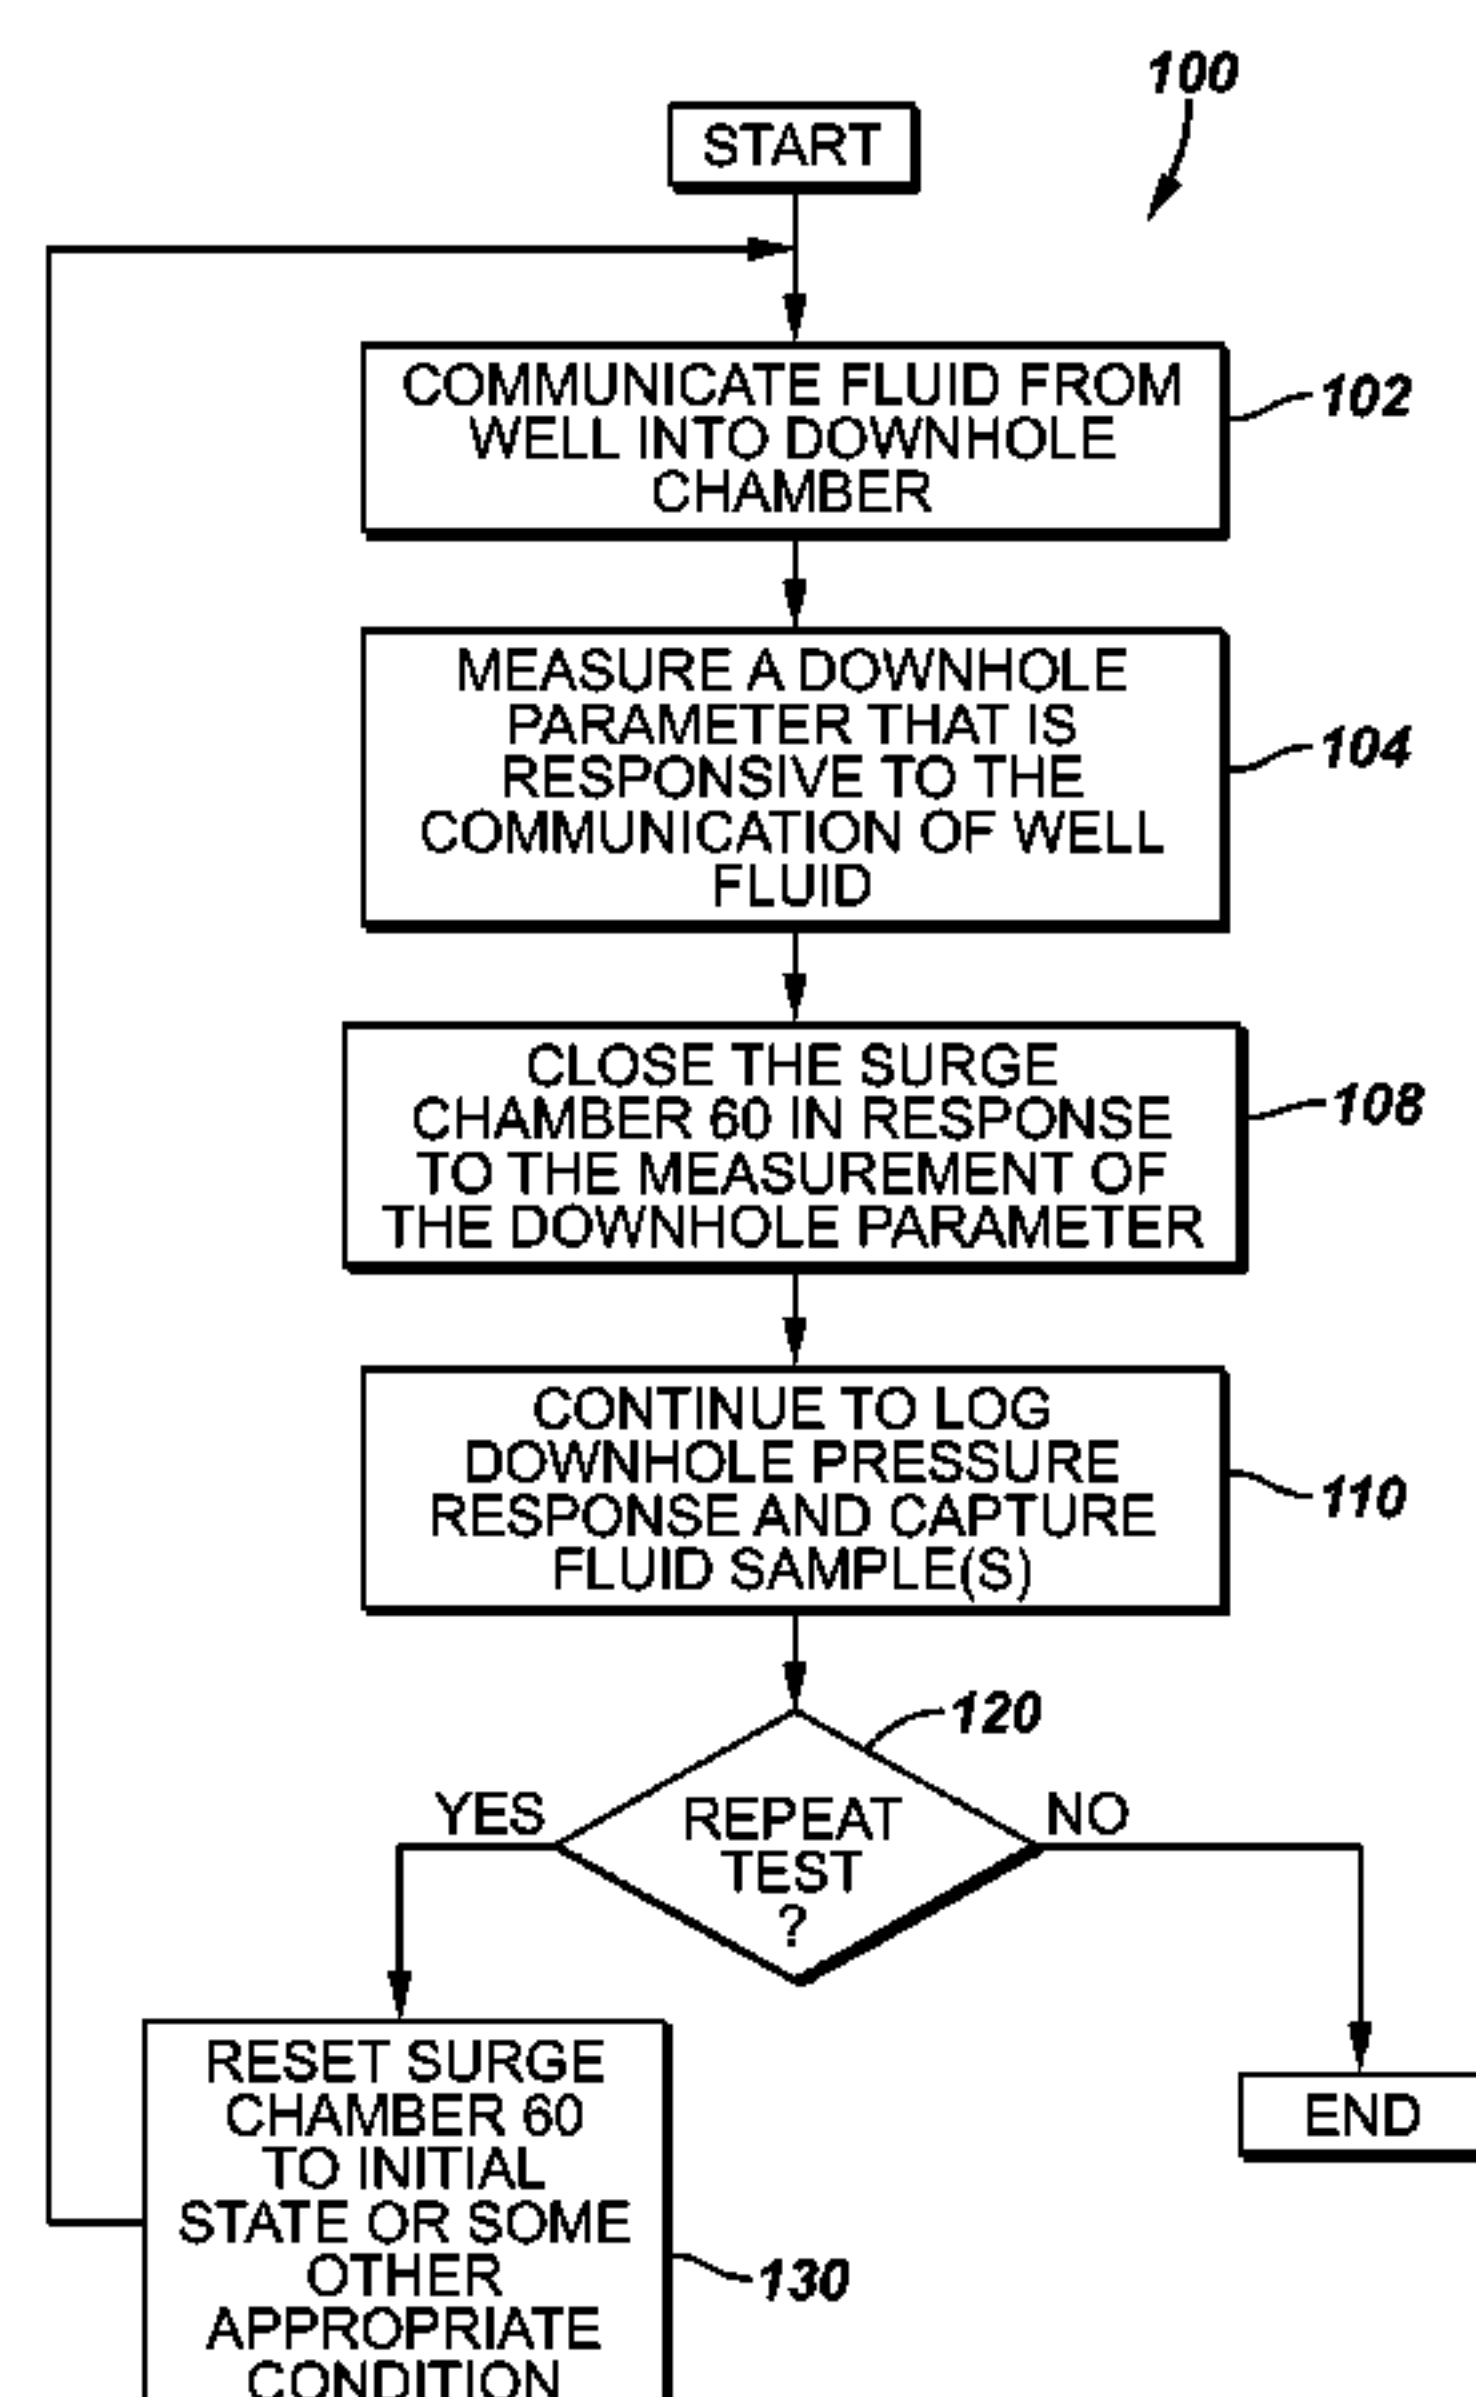 100
START
COMMUNICATE FLUID FROM
WELL INTO DOWNHOLE
CHAMBER
102
MEASURE A DOWNHOLE
PARAMETER THAT IS
RESPONSIVE TO THE
COMMUNICATION OF WELL
FLUID
104
CLOSE THE SURGE
CHAMBER 60 IN RESPONSE
TO THE MEASUREMENT OF
THE DOWNHOLE PARAMETER
108
CONTINUE TO LOG
DOWNHOLE PRESSURE
RESPONSE AND CAPTURE
FLUID SAMPLE(S)
110
120
YES
REPEAT
TEST
?
NO
RESET SURGE
CHAMBER 60
TO INITIAL
STATE OR SOME
OTHER
APPROPRIATE
CONDITION
130
END